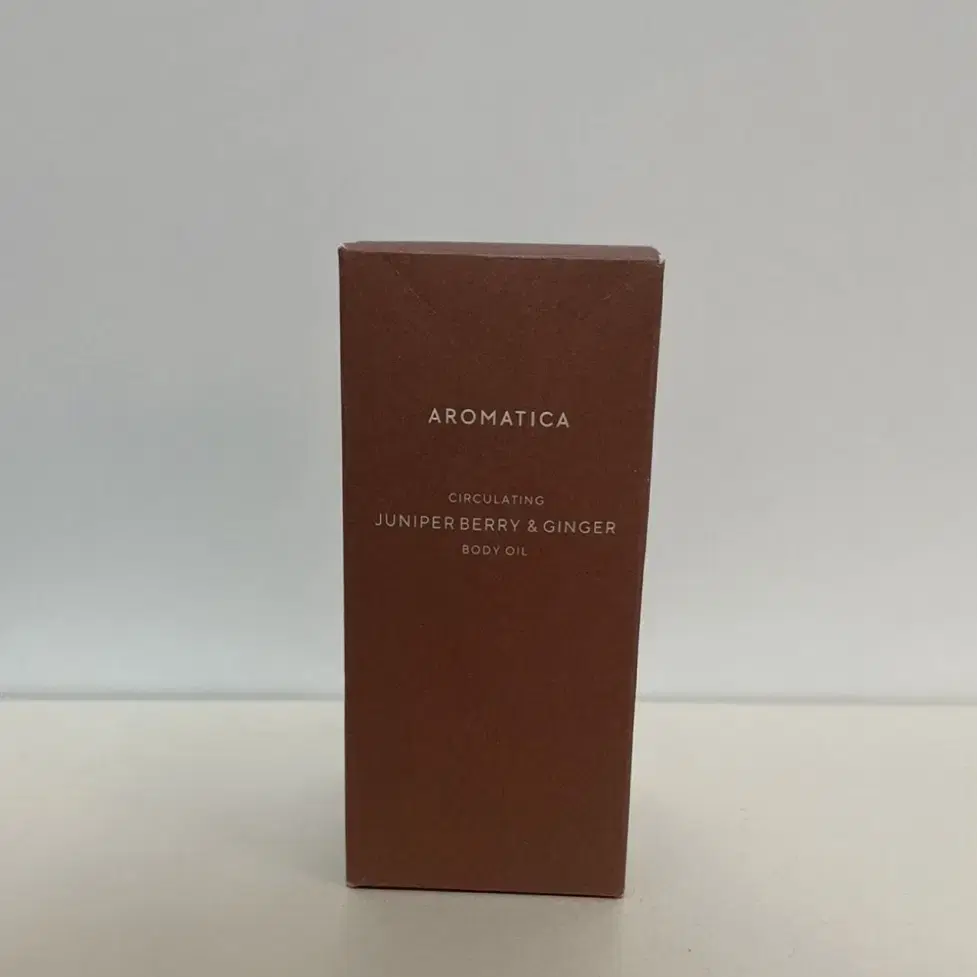 AROMATICA
CIRCULATING
JUNIPER BERRY & GINGER
BODY OIL